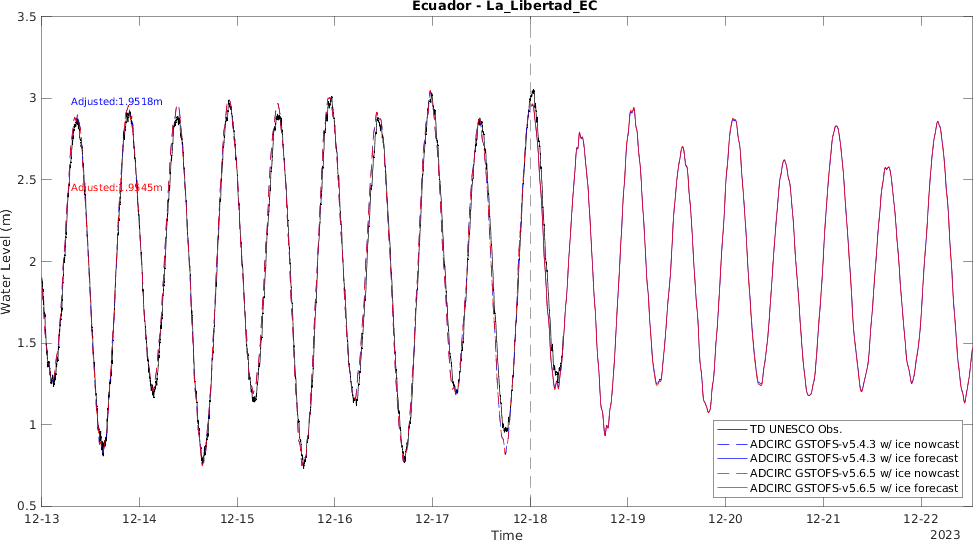 Ecuador - La_Libertad_EC
Water Level (m)
3.5
3
2.5
2
1.5
1
0.5
Adjusted:1.9518m
Adjusted:1.9545m
TD UNESCO Obs.
ADCIRC GSTOFS-v5.4.3 w/ ice nowcast
ADCIRC GSTOFS-v5.4.3 w/ ice forecast
ADCIRC GSTOFS-v5.6.5 w/ ice nowcast
ADCIRC GSTOFS-v5.6.5 w/ ice forecast
12-13 12-14 12-15 12-16 12-17 12-18 12-19 12-20 12-21 12-22
2023
Time